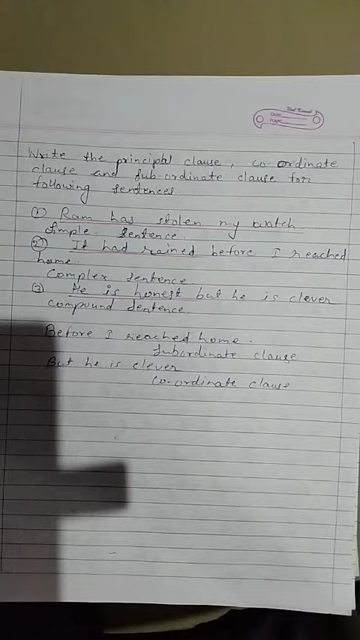 Date
Page
Write the principal clause, co-ordinate
clause and sub-ordinate clause for
following sentences
① Ram has stolen my watch.
Simple Sentence.
② It had rained before I reached
home
Complex Sentence
③ He is honest but he is clever
compound sentence
Before I reached home.
Subordinate clause
But he is clever
Co-ordinate clause